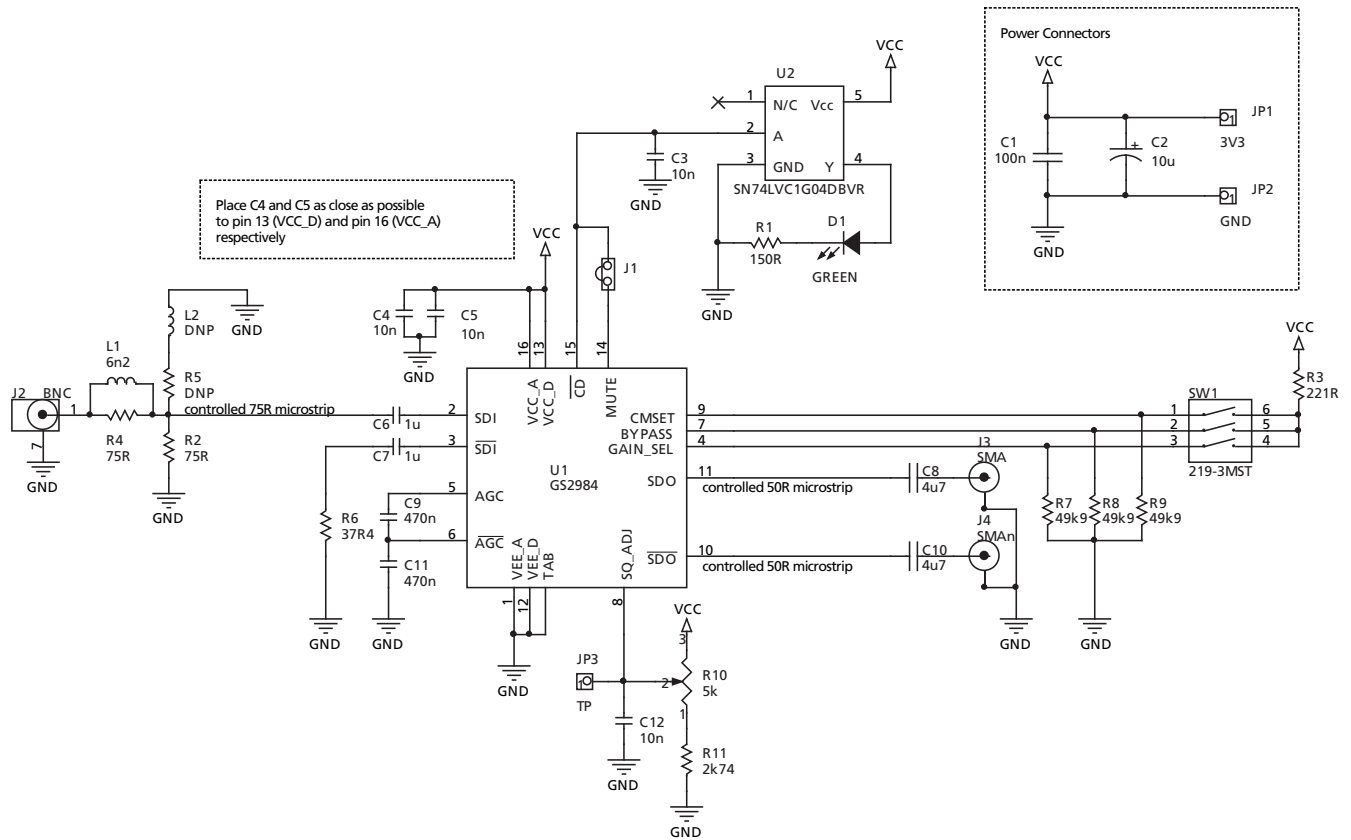 Power Connectors
VCC
C1
100n
C2
10u
+
1
JP1
3V3
1
JP2
GND
GND
VCC
U2
1
N/C
Vcc
5
2
A
3
GND
Y
4
SN74LVC1G04DBVR
C3
10n
GND
R1
150R
D1
GREEN
GND
Place C4 and C5 as close as possible
to pin 13 (VCC_D) and pin 16 (VCC_A)
respectively
VCC
J1
C4
10n
C5
10n
GND
16
13
15
14
VCC_A
VCC_D
CD
MUTE
L2
DNP
GND
L1
6n2
R5
DNP
J2
BNC
1
7
GND
R4
75R
R2
75R
GND
controlled 75R microstrip
C6
1u
2
SDI
C7
1u
3
SDI
U1
GS2984
5
AGC
6
AGC
C9
470n
C11
470n
GND
R6
37R4
GND
VEE_A
VEE_D
TAB
SQ_ADJ
1
12
8
GND
CMSET
9
BYPASS
7
GAIN_SEL
4
SDO
11
controlled 50R microstrip
C8
4u7
J3
SMA
SDO
10
controlled 50R microstrip
C10
4u7
J4
SMAn
GND
SW1
1
2
3
6
5
4
219-3MST
VCC
R3
221R
R7
49k9
R8
49k9
R9
49k9
GND
JP3
1
TP
C12
10n
GND
VCC
3
2
1
R10
5k
R11
2k74
GND